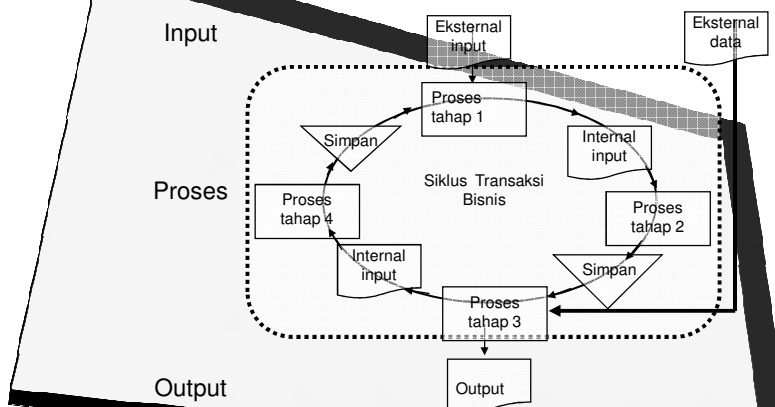 Input
Eksternal
input
Eksternal
data
Proses
tahap 1
Simpan
Internal
input
Siklus Transaksi
Bisnis
Proses
Proses
tahap 4
Proses
tahap 2
Internal
input
Simpan
Proses
tahap 3
Output
Output